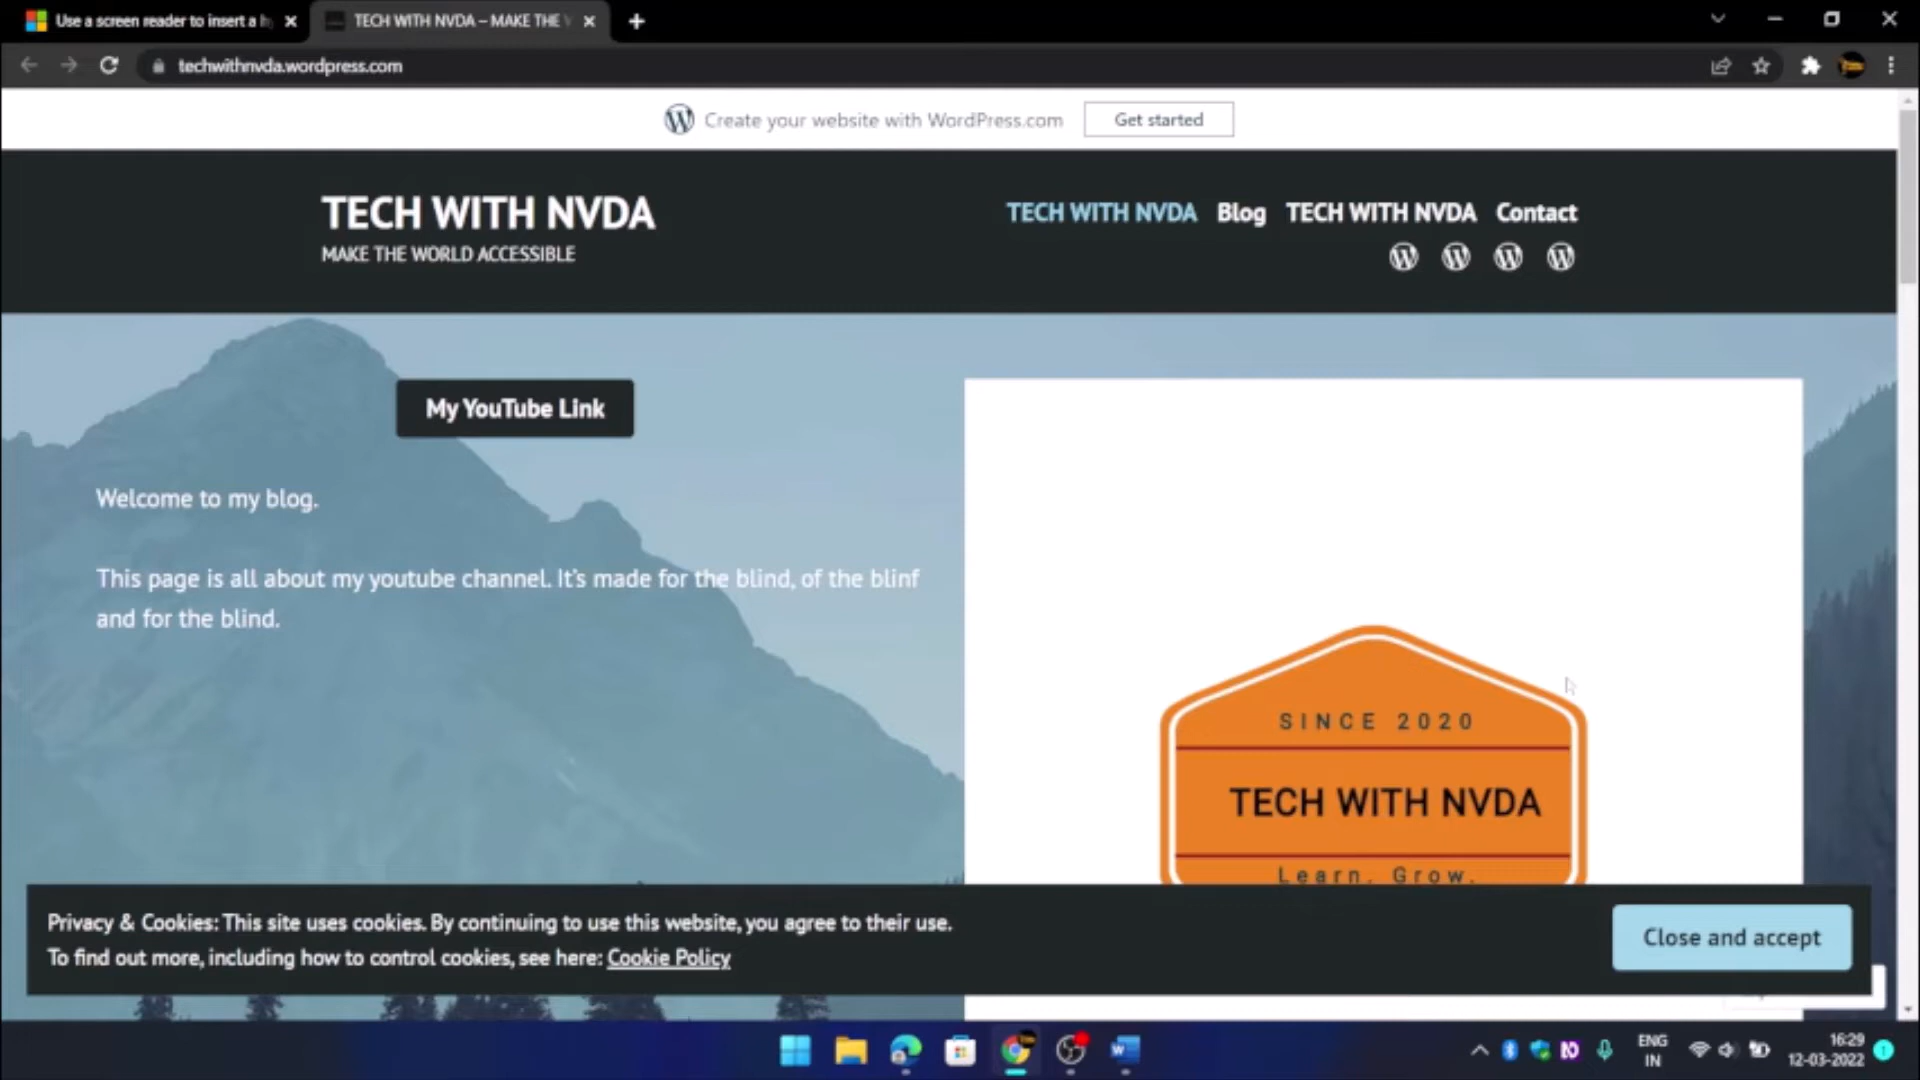 Use a screen reader to insert a hy
TECH WITH NVDA – MAKE THE W
techwithnvda.wordpress.com
Create your website with WordPress.com
Get started
TECH WITH NVDA
MAKE THE WORLD ACCESSIBLE
TECH WITH NVDA Blog TECH WITH NVDA Contact
My YouTube Link
Welcome to my blog.
This page is all about my youtube channel. It's made for the blind, of the blinf
and for the blind.
SINCE 2020
TECH WITH NVDA
Learn. Grow.
Privacy & Cookies: This site uses cookies. By continuing to use this website, you agree to their use.
To find out more, including how to control cookies, see here: Cookie Policy
Close and accept
ENG
IN
16:29
12-03-2022
1